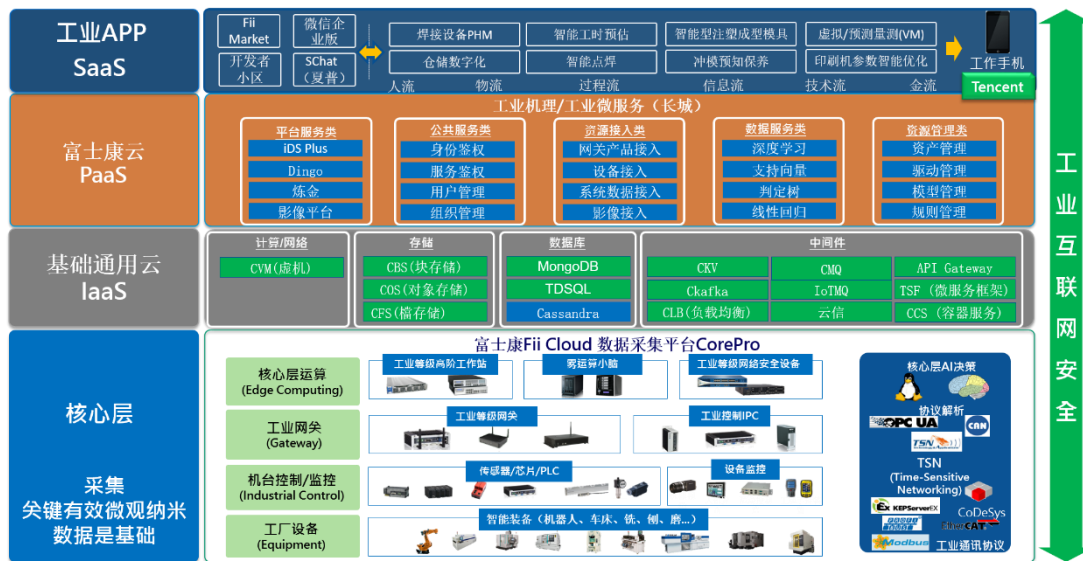 工业APP
SaaS
Fii
Market
微信企
业版
开发者
小区
SChat
(夏普)
焊接设备PHM
智能工时预估
智能型注塑成型模具
虚拟/预测量测(VM)
仓储数字化
智能点焊
冲模预知保养
印刷机参数智能优化
人流
物流
过程流
信息流
技术流
金流
工作手机
Tencent
富士康云
PaaS
工业机理/工业微服务（长城）
平台服务类
iDS Plus
Dingo
炼金
影像平台
公共服务类
身份鉴权
服务鉴权
用户管理
组织管理
资源接入类
网关产品接入
设备接入
系统数据接入
影像接入
数据服务类
深度学习
支持向量
判定树
线性回归
资源管理类
资产管理
驱动管理
模型管理
规则管理
基础通用云
IaaS
计算/网络
CVM(虚机)
存储
CBS(块存储)
COS(对象存储)
CFS(档存储)
数据库
MongoDB
TDSQL
Cassandra
中间件
CKV
CMQ
API Gateway
Ckafka
IoTMQ
TSF（微服务框架）
CLB(负载均衡)
云信
CCS（容器服务）
核心层
采集
关键有效微观纳米
数据是基础
富士康Fii Cloud 数据采集平台CorePro
核心层运算
(Edge Computing)
工业等级高阶工作站
雾运算小脑
工业等级网络安全设备
工业网关
(Gateway)
工业等级网关
工业控制IPC
机台控制/监控
(Industrial Control)
传感器/芯片/PLC
设备监控
工厂设备
(Equipment)
智能装备（机器人、车床、铣、刨、磨...）
核心层AI决策
协议解析
OPC UA
CAN
TSN
TSN
(Time-Sensitive
Networking)
Ex KEPServerEX
CoDeSys
EtherCAT
Modbus
工业通讯协议
工业互联网安全